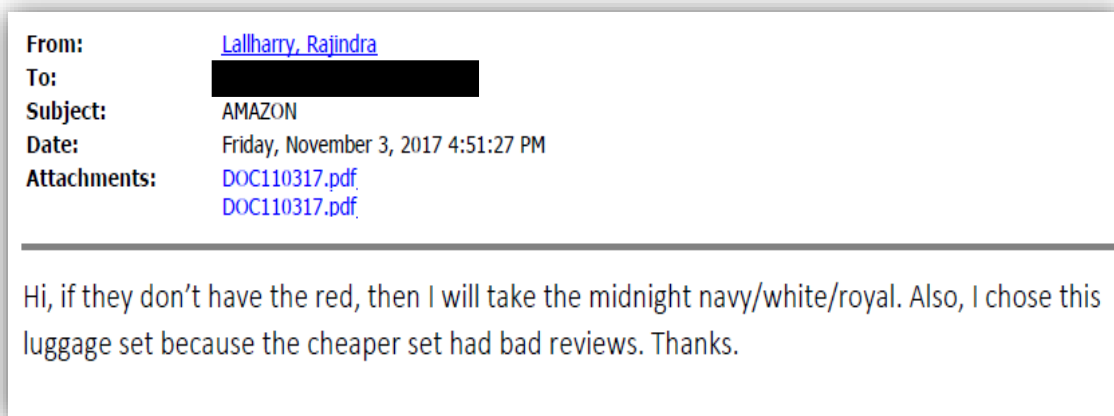 From: Lallharry, Rajindra
To:
Subject: AMAZON
Date: Friday, November 3, 2017 4:51:27 PM
Attachments: DOC110317.pdf
DOC110317.pdf
Hi, if they don’t have the red, then I will take the midnight navy/white/royal. Also, I chose this
luggage set because the cheaper set had bad reviews. Thanks.